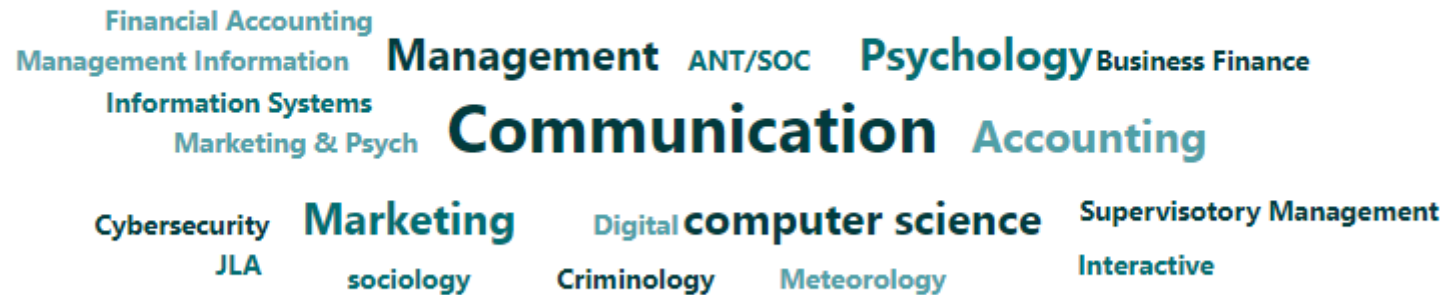 Financial Accounting
Management Information
Management
ANT/SOC
Psychology
Business Finance
Information Systems
Marketing & Psych
Communication
Accounting
Cybersecurity
Marketing
Digital
computer science
Supervisotory Management
JLA
sociology
Criminology
Meteorology
Interactive